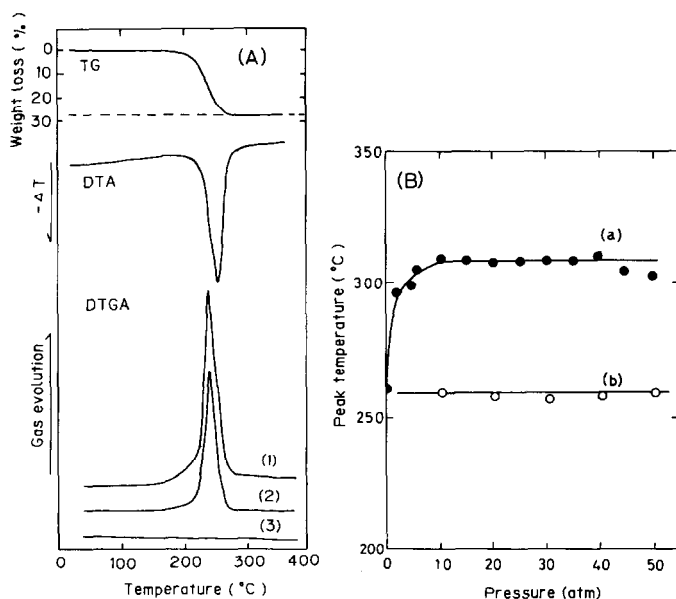 Weight loss ( % )
0
10
20
30
TG
(A)
- Δ T
DTA
DTGA
Gas evolution
(1)
(2)
(3)
0
100
200
300
400
Temperature ( °C )
(B)
Peak temperature ( °C )
350
300
250
200
(a)
(b)
0
10
20
30
40
50
Pressure (atm)